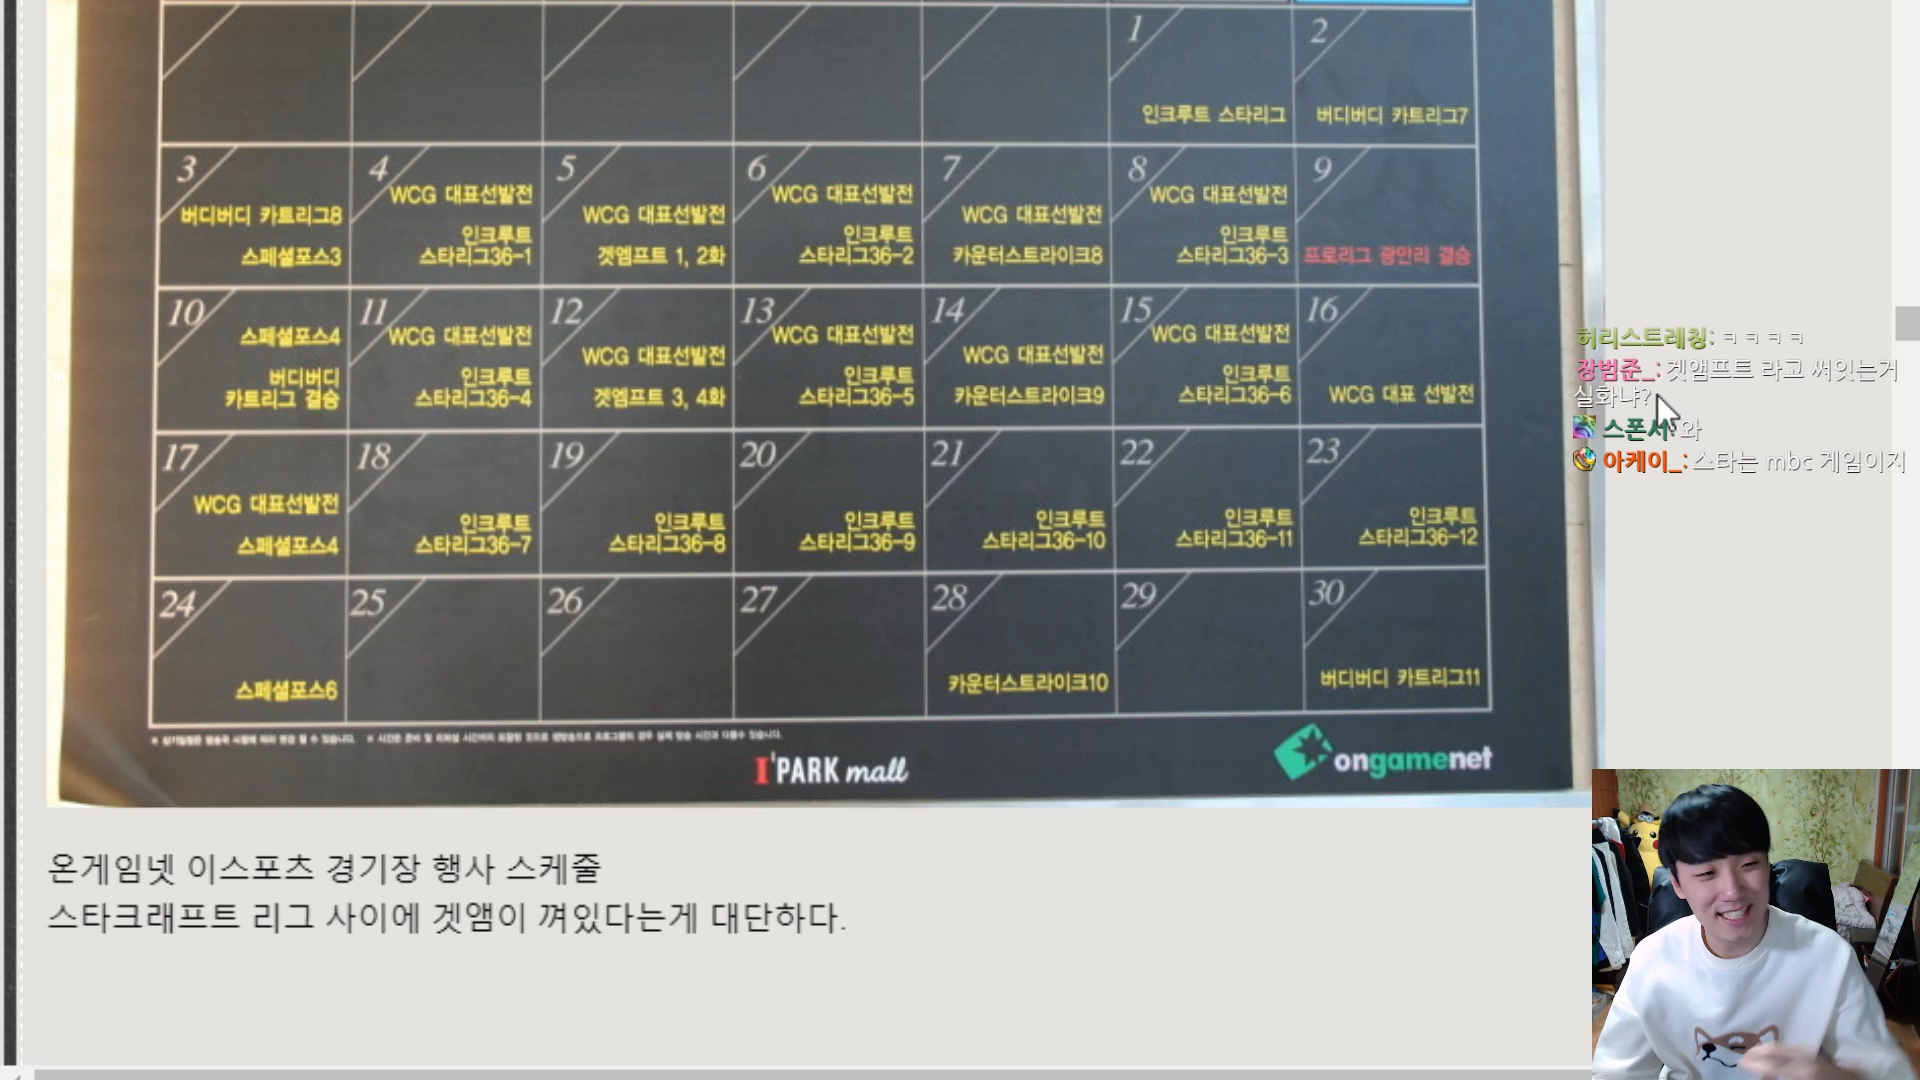 1
2
인크루트 스타리그
버디버디 카트리그7
3
버디버디 카트리그8
스페셜포스3
4
WCG 대표선발전
인크루트
스타리그36-1
5
WCG 대표선발전
겟엠프트 1, 2화
6
WCG 대표선발전
인크루트
스타리그36-2
7
WCG 대표선발전
카운터스트라이크8
8
WCG 대표선발전
인크루트
스타리그36-3
9
프로리그 광안리 결승
10
스페셜포스4
버디버디
카트리그 결승
11
WCG 대표선발전
인크루트
스타리그36-4
12
WCG 대표선발전
겟엠프트 3, 4화
13
WCG 대표선발전
인크루트
스타리그36-5
14
WCG 대표선발전
카운터스트라이크9
15
WCG 대표선발전
인크루트
스타리그36-6
16
WCG 대표 선발전
17
WCG 대표선발전
스페셜포스4
18
인크루트
스타리그36-7
19
인크루트
스타리그36-8
20
인크루트
스타리그36-9
21
인크루트
스타리그36-10
22
인크루트
스타리그36-11
23
인크루트
스타리그36-12
24
스페셜포스6
25
26
27
28
카운터스트라이크10
29
30
버디버디 카트리그11
I'PARK mall
ongamenet
온게임넷 이스포츠 경기장 행사 스케줄
스타크래프트 리그 사이에 겟앰이 껴있다는게 대단하다.
허리스트레칭: ㅋㅋㅋㅋ
장범준_: 겟앰프트 라고 써잇는거
실화냐?
스폰서: 와
아케이_: 스타는 mbc 게임이지